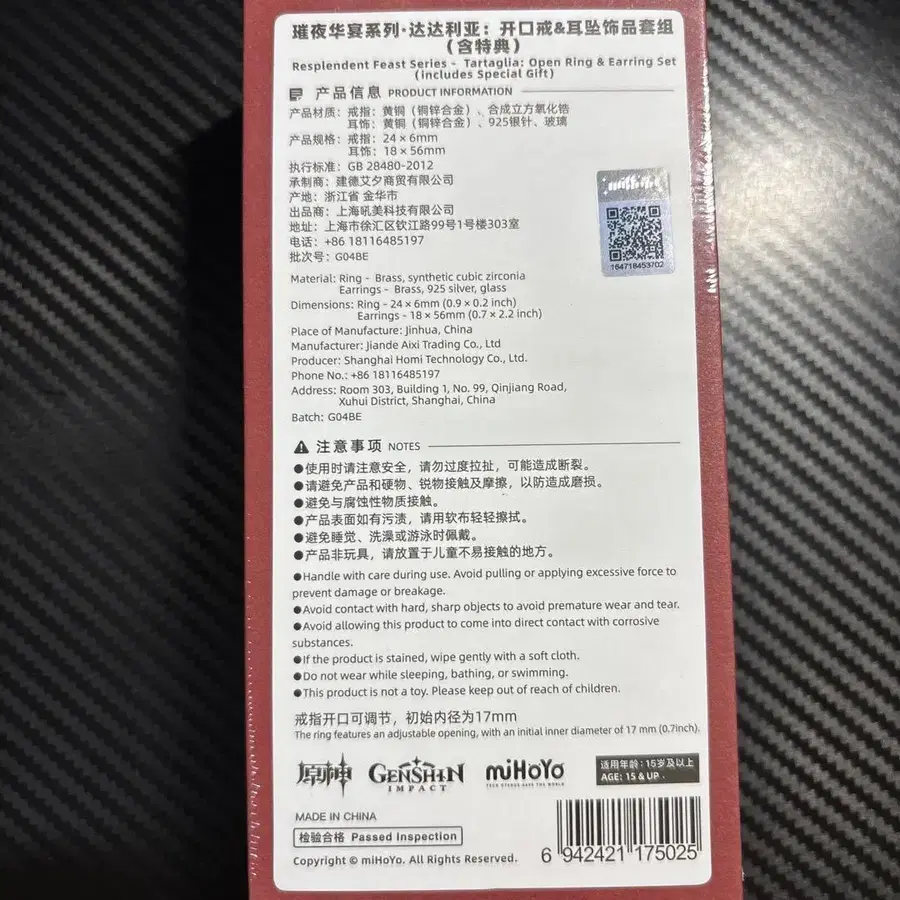 璀夜华宴系列·达达利亚：开口戒&耳坠饰品套组
（含特典）
Resplendent Feast Series - Tartaglia: Open Ring & Earring Set
(includes Special Gift)
产品信息 PRODUCT INFORMATION
产品材质：戒指：黄铜（铜锌合金）、合成立方氧化锆
耳饰：黄铜（铜锌合金）、925银针、玻璃
产品规格：戒指：24×6mm
耳饰：18×56mm
执行标准：GB 28480-2012
承制商：建德艾夕商贸有限公司
产地：浙江省 金华市
出品商：上海吼美科技有限公司
地址：上海市徐汇区钦江路99号1号楼303室
电话：+86 18116485197
批次号：G04BE
miHoYo
164718453702
Material: Ring - Brass, synthetic cubic zirconia
Earrings - Brass, 925 silver, glass
Dimensions: Ring - 24×6mm (0.9×0.2 inch)
Earrings - 18×56mm (0.7×2.2 inch)
Place of Manufacture: Jinhua, China
Manufacturer: Jiande Aixi Trading Co., Ltd
Producer: Shanghai Homi Technology Co., Ltd.
Phone No.: +86 18116485197
Address: Room 303, Building 1, No. 99, Qinjiang Road,
Xuhui District, Shanghai, China
Batch: G04BE
注意事项 NOTES
●使用时请注意安全，请勿过度拉扯，可能造成断裂。
●请避免产品和硬物、锐物接触及摩擦，以防造成磨损。
●避免与腐蚀性物质接触。
●产品表面如有污渍，请用软布轻轻擦拭。
●避免睡觉、洗澡或游泳时佩戴。
●产品非玩具，请放置于儿童不易接触的地方。
●Handle with care during use. Avoid pulling or applying excessive force to
prevent damage or breakage.
●Avoid contact with hard, sharp objects to avoid premature wear and tear.
●Avoid allowing this product to come into direct contact with corrosive
substances.
●If the product is stained, wipe gently with a soft cloth.
●Do not wear while sleeping, bathing, or swimming.
●This product is not a toy. Please keep out of reach of children.
戒指开口可调节，初始内径为17mm
The ring features an adjustable opening, with an initial inner diameter of 17 mm (0.7inch).
原神 GENSHIN IMPACT miHoYo
TECH OTAKUS SAVE THE WORLD
适用年龄：15岁及以上
AGE: 15 & UP
MADE IN CHINA
检验合格 Passed Inspection
Copyright © miHoYo. All Rights Reserved.
6 942421 175025